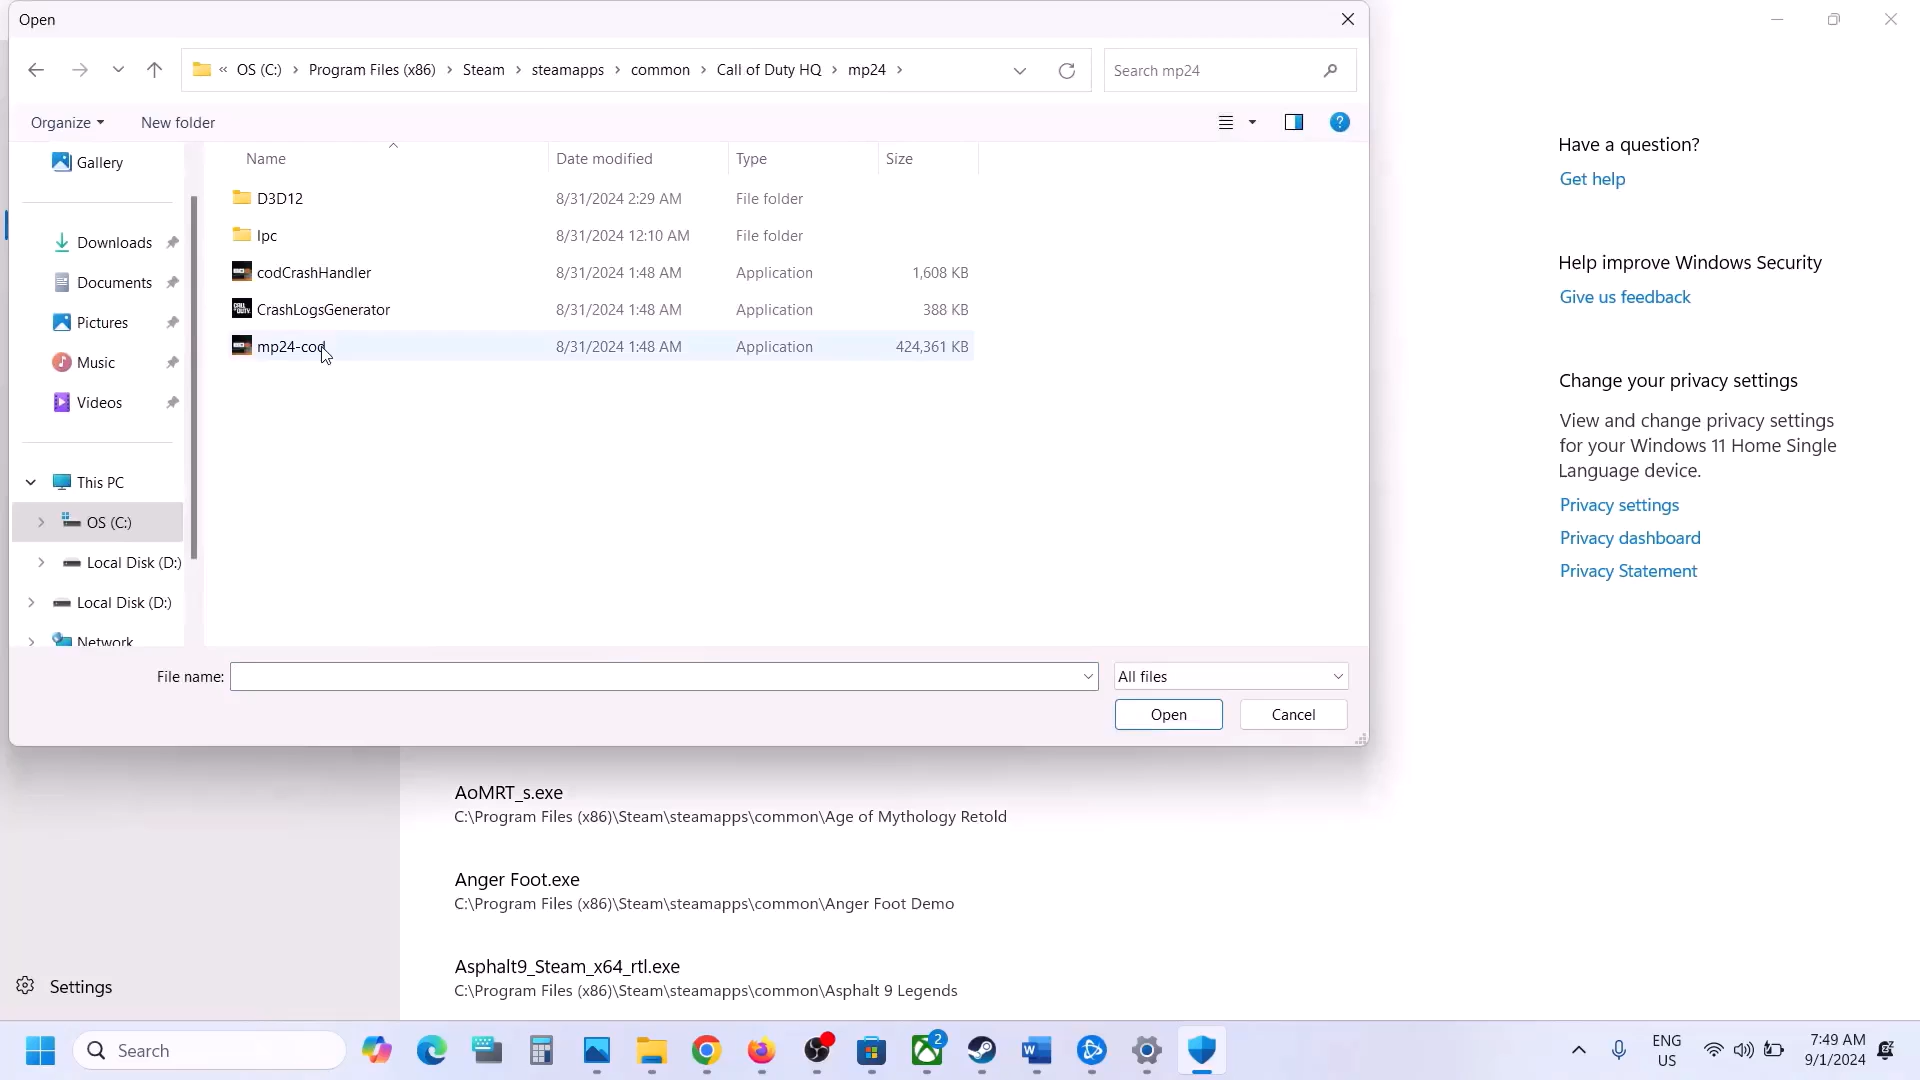 Open
« OS (C:) › Program Files (x86) › Steam › steamapps › common › Call of Duty HQ › mp24 ›
Search mp24
Organize
New folder
Gallery
Downloads
Documents
Pictures
Music
Videos
This PC
OS (C:)
Local Disk (D:)
Local Disk (D:)
Network
Name Date modified Type Size
D3D12 8/31/2024 2:29 AM File folder
lpc 8/31/2024 12:10 AM File folder
codCrashHandler 8/31/2024 1:48 AM Application 1,608 KB
CrashLogsGenerator 8/31/2024 1:48 AM Application 388 KB
mp24-cod 8/31/2024 1:48 AM Application 424,361 KB
File name:
All files
Open
Cancel
Have a question?
Get help
Help improve Windows Security
Give us feedback
Change your privacy settings
View and change privacy settings
for your Windows 11 Home Single
Language device.
Privacy settings
Privacy dashboard
Privacy Statement
AoMRT_s.exe
C:\Program Files (x86)\Steam\steamapps\common\Age of Mythology Retold
Anger Foot.exe
C:\Program Files (x86)\Steam\steamapps\common\Anger Foot Demo
Asphalt9_Steam_x64_rtl.exe
C:\Program Files (x86)\Steam\steamapps\common\Asphalt 9 Legends
Settings
Search
2
ENG
US
7:49 AM
9/1/2024